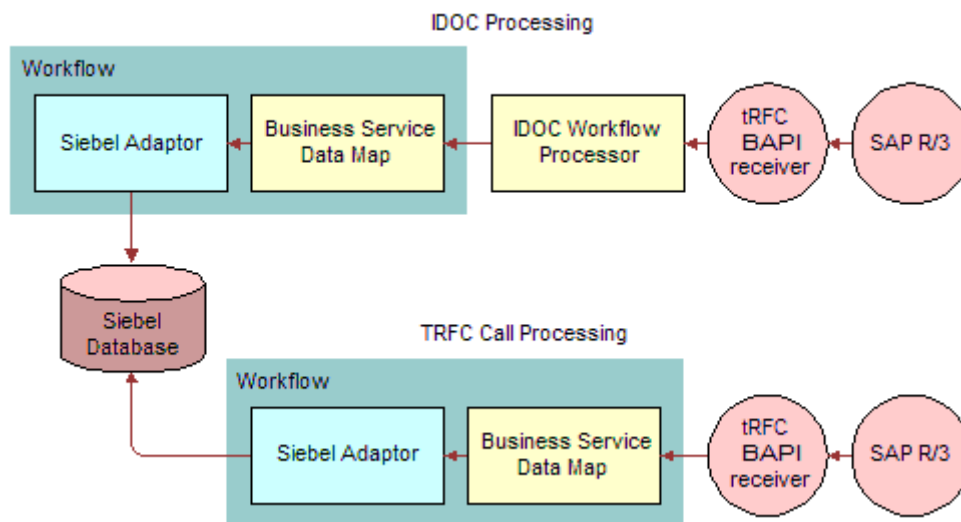 IDOC Processing
Workflow
Siebel Adaptor
Business Service
Data Map
IDOC Workflow
Processor
tRFC
BAPI
receiver
SAP R/3
Siebel
Database
TRFC Call Processing
Workflow
Siebel Adaptor
Business Service
Data Map
tRFC
BAPI
receiver
SAP R/3